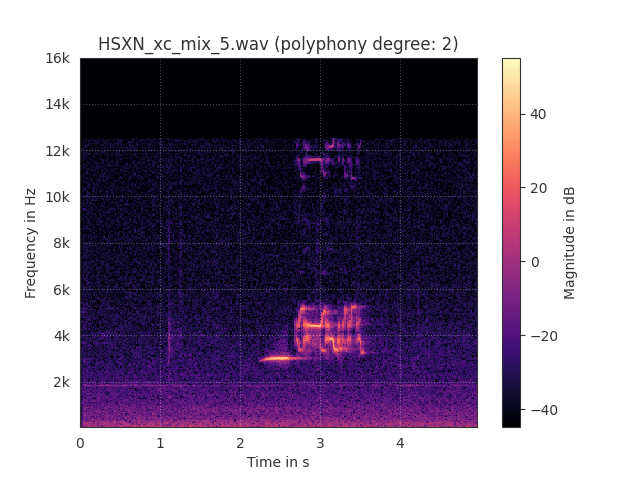 HSXN_xc_mix_5.wav (polyphony degree: 2)
16k
14k
12k
10k
8k
6k
4k
2k
Frequency in Hz
0 1 2 3 4
Time in s
40
20
0
−20
−40
Magnitude in dB